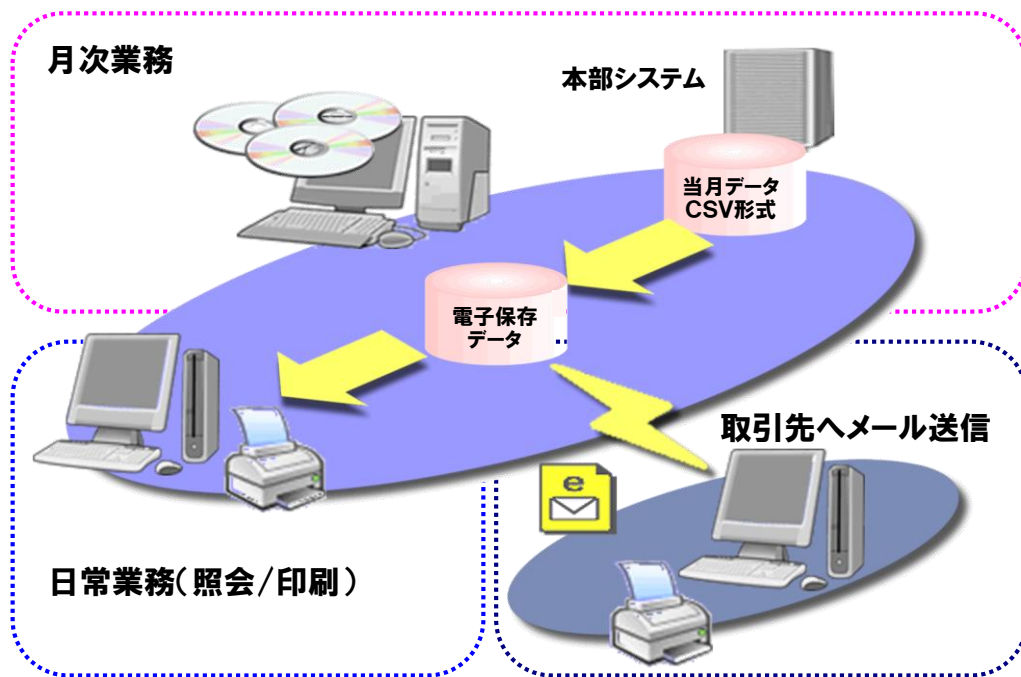 月次業務
本部システム
当月データ
CSV形式
電子保存
データ
取引先へメール送信
e
日常業務(照会/印刷)